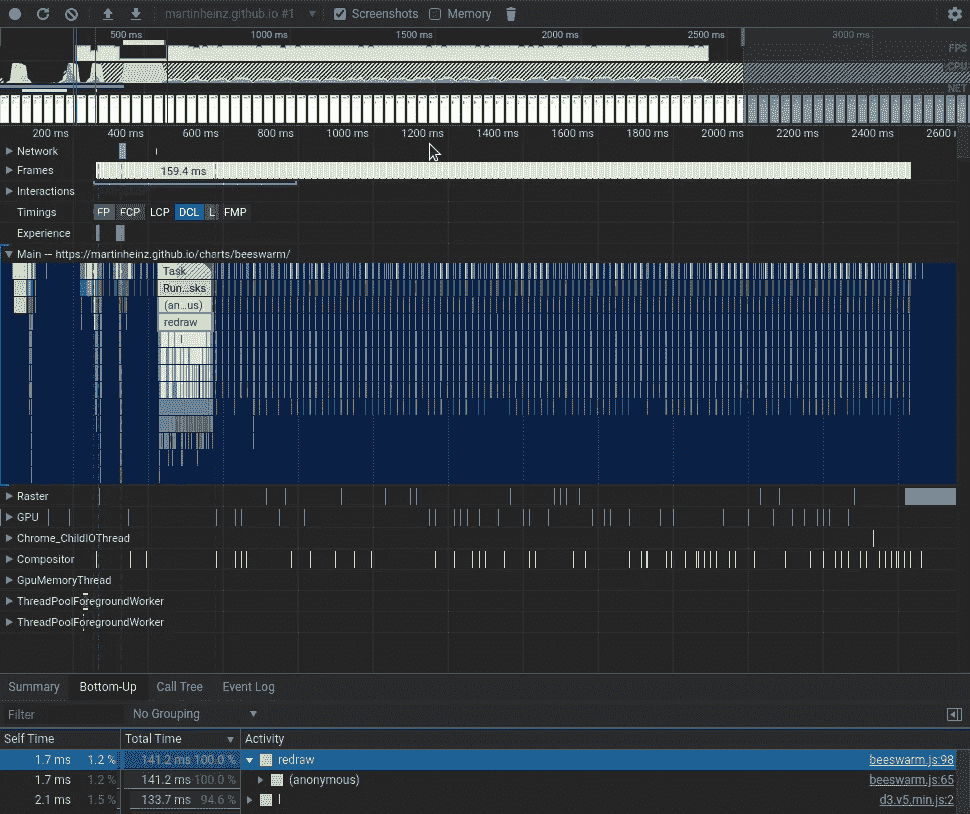 martinheinz.github.io #1 Screenshots Memory
500 ms 1000 ms 1500 ms 2000 ms 2500 ms 3000 ms
FPS
CPU
NET
200 ms 400 ms 600 ms 800 ms 1000 ms 1200 ms 1400 ms 1600 ms 1800 ms 2000 ms 2200 ms 2400 ms 2600
Network
Frames 159.4 ms
Interactions
Timings FP FCP LCP DCL L FMP
Experience
Main — https://martinheinz.github.io/charts/beeswarm/
Task
Run...sks
(an...us)
redraw
l
Raster
GPU
Chrome_ChildIOThread
Compositor
GpuMemoryThread
ThreadPoolForegroundWorker
ThreadPoolForegroundWorker
Summary Bottom-Up Call Tree Event Log
Filter No Grouping
Self Time Total Time Activity
1.7 ms 1.2 % 141.2 ms 100.0 % redraw beeswarm.js:98
1.7 ms 1.2 % 141.2 ms 100.0 % (anonymous) beeswarm.js:65
2.1 ms 1.5 % 133.7 ms 94.6 % l d3.v5.min.js:2